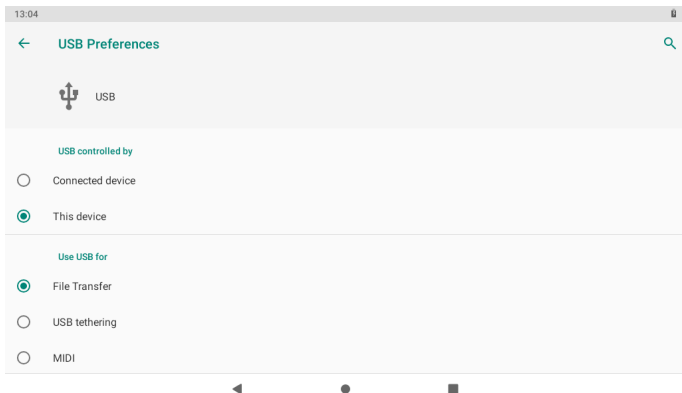 13:04
USB Preferences
USB
USB controlled by
Connected device
This device
Use USB for
File Transfer
USB tethering
MIDI